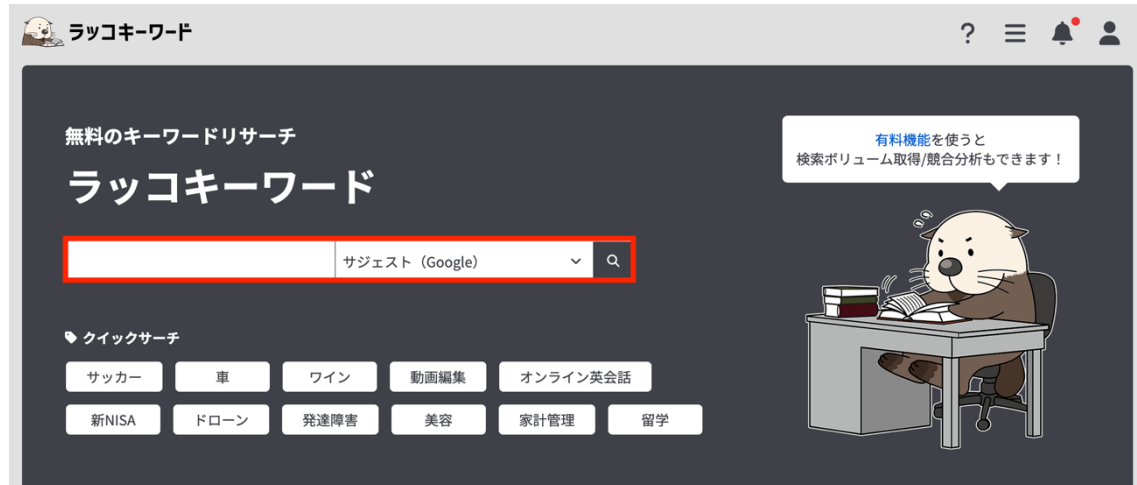 ラッコキーワード
?
無料のキーワードリサーチ
ラッコキーワード
有料機能を使うと
検索ボリューム取得/競合分析もできます！
サジェスト（Google）
クイックサーチ
サッカー 車 ワイン 動画編集 オンライン英会話
新NISA ドローン 発達障害 美容 家計管理 留学